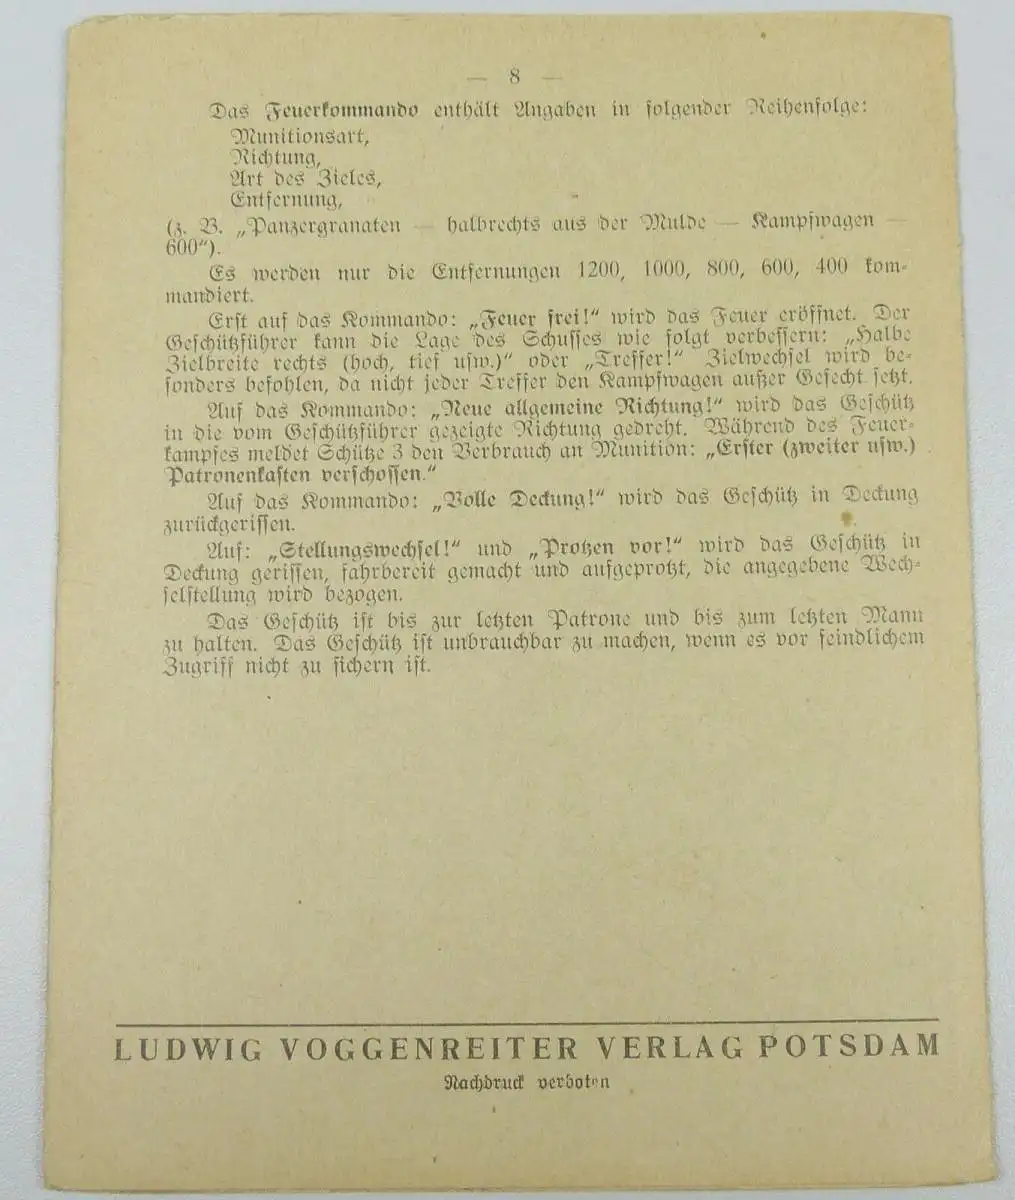 — 8 —
Das Feuerkommando enthält Angaben in folgender Reihenfolge:
Munitionsart,
Richtung,
Art des Zieles,
Entfernung,
(z. B. „Panzergranaten — halbrechts aus der Mulde — Kampfwagen —
600“).
Es werden nur die Entfernungen 1200, 1000, 800, 600, 400 kom-
mandiert.
Erst auf das Kommando: „Feuer frei!“ wird das Feuer eröffnet. Der
Geschützführer kann die Lage des Schusses wie folgt verbessern: „Halbe
Zielbreite rechts (hoch, tief usw.)“ oder „Treffer!“ Zielwechsel wird be-
sonders befohlen, da nicht jeder Treffer den Kampfwagen außer Gefecht setzt.
Auf das Kommando: „Neue allgemeine Richtung!“ wird das Geschütz
in die vom Geschützführer gezeigte Richtung gedreht. Während des Feuer-
kampfes meldet Schütze 3 den Verbrauch an Munition: „Erster (zweiter usw.)
Patronenkasten verschossen.“
Auf das Kommando: „Volle Deckung!“ wird das Geschütz in Deckung
zurückgerissen.
Auf: „Stellungswechsel!“ und „Protzen vor!“ wird das Geschütz in
Deckung gerissen, fahrbereit gemacht und aufgeprotzt, die angegebene Wech-
selstellung wird bezogen.
Das Geschütz ist bis zur letzten Patrone und bis zum letzten Mann
zu halten. Das Geschütz ist unbrauchbar zu machen, wenn es vor feindlichem
Zugriff nicht zu sichern ist.
LUDWIG VOGGENREITER VERLAG POTSDAM
Nachdruck verboten